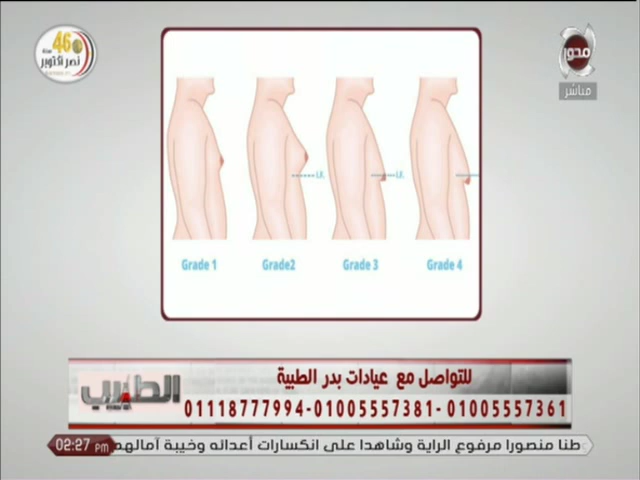 46 سنة
نصر أكتوبر
محور
مباشر
I.F.
I.F.
Grade 1
Grade2
Grade 3
Grade 4
للتواصل مع عيادات بدر الطبية
01118777994-01005557381-01005557361
الطبيب
طنا منصورا مرفوع الراية وشاهدا على انكسارات أعدائه وخيبة آمالهم
02:27 PM